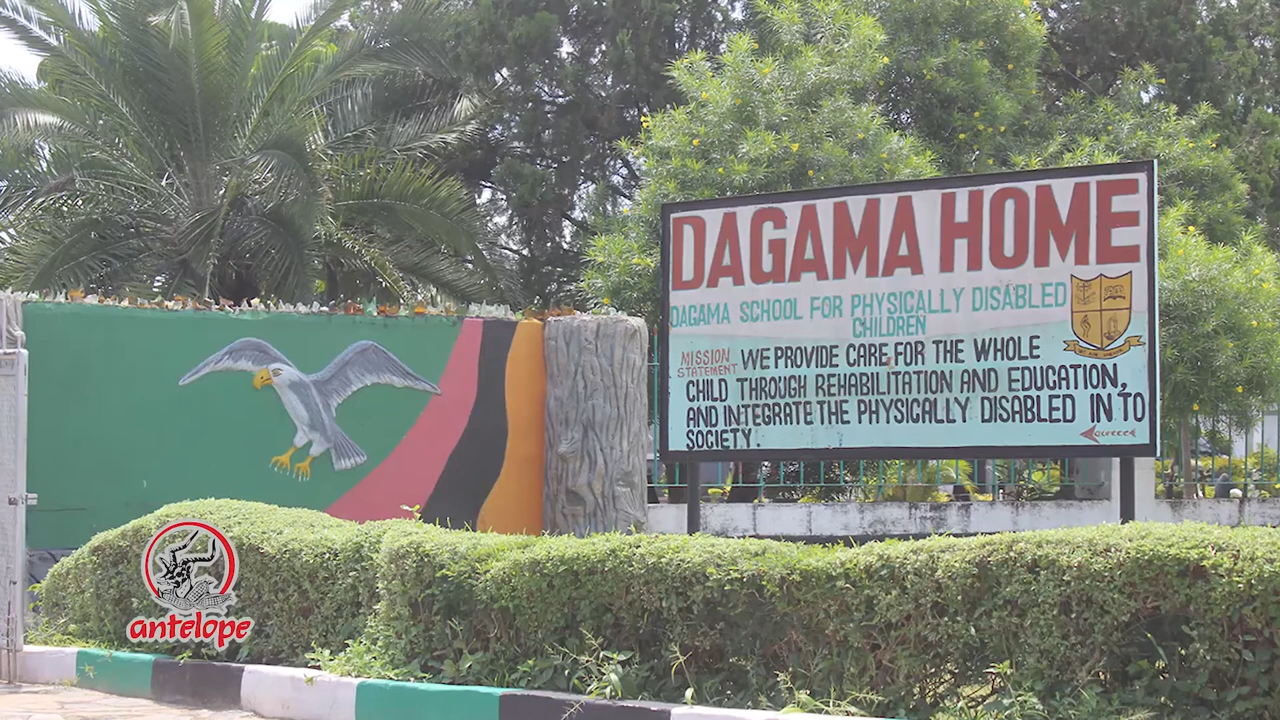 DAGAMA HOME
DAGAMA SCHOOL FOR PHYSICALLY DISABLED
CHILDREN
MISSION
STATEMENT
WE PROVIDE CARE FOR THE WHOLE
CHILD THROUGH REHABILITATION AND EDUCATION,
AND INTEGRATE THE PHYSICALLY DISABLED IN TO
SOCIETY.
antelope